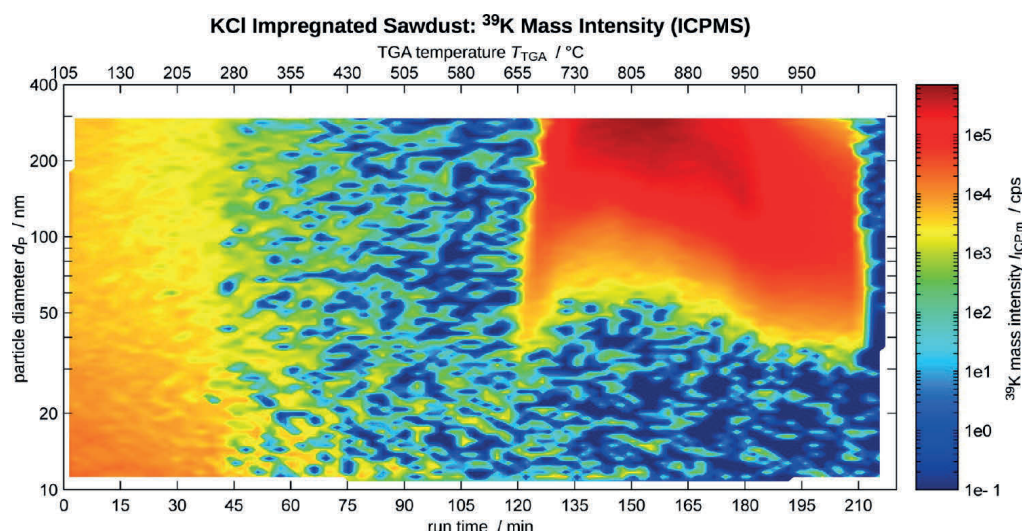 KCl Impregnated Sawdust: ³⁹K Mass Intensity (ICPMS)
TGA temperature T_TGA / °C
105 130 205 280 355 430 505 580 655 730 805 880 950 950
400
200
100
50
20
10
particle diameter dₚ / nm
0 15 30 45 60 75 90 105 120 135 150 165 180 195 210
run time / min
1e5
1e4
1e3
1e2
1e1
1e0
1e- 1
³⁹K mass intensity I_ICP,m / cps